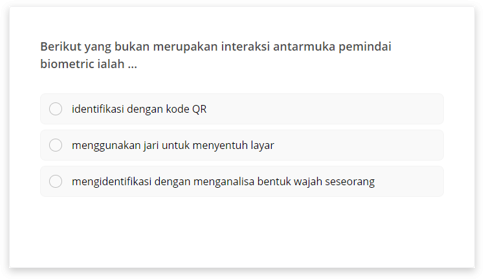 Berikut yang bukan merupakan interaksi antarmuka pemindai
biometric ialah ...
identifikasi dengan kode QR
menggunakan jari untuk menyentuh layar
mengidentifikasi dengan menganalisa bentuk wajah seseorang